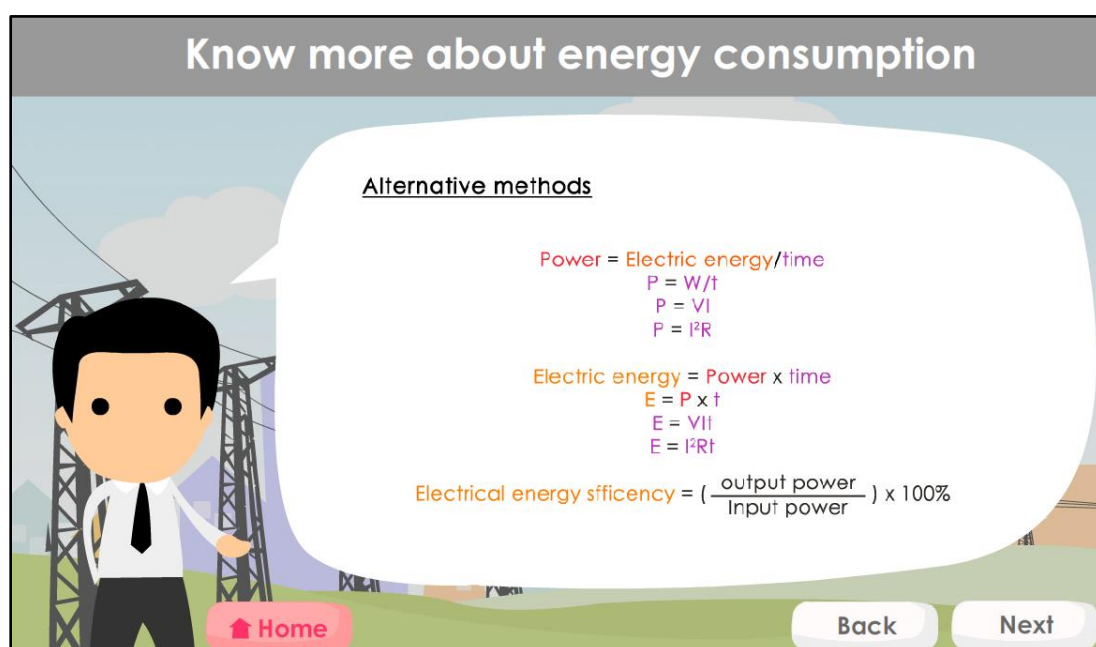 Know more about energy consumption
Alternative methods
Power = Electric energy/time
P = W/t
P = VI
P = I²R
Electric energy = Power x time
E = P x t
E = VIt
E = I²Rt
Electrical energy sfficency = ( output power / Input power ) x 100%
Home
Back
Next